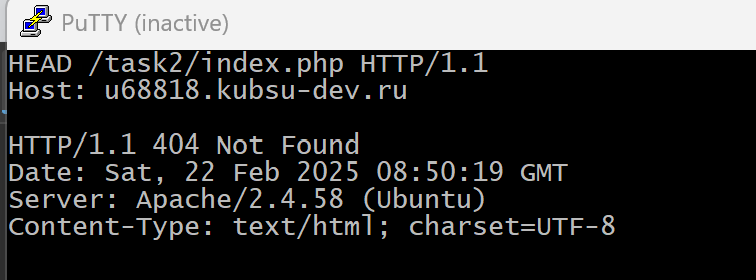 PuTTY (inactive)
HEAD /task2/index.php HTTP/1.1
Host: u68818.kubsu-dev.ru
HTTP/1.1 404 Not Found
Date: Sat, 22 Feb 2025 08:50:19 GMT
Server: Apache/2.4.58 (Ubuntu)
Content-Type: text/html; charset=UTF-8